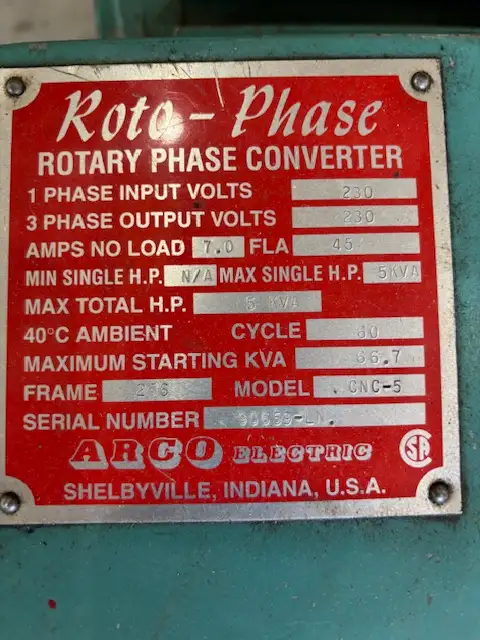 Roto-Phase
ROTARY PHASE CONVERTER
1 PHASE INPUT VOLTS 230
3 PHASE OUTPUT VOLTS 230
AMPS NO LOAD 7.0 FLA 45
MIN SINGLE H.P. N/A MAX SINGLE H.P. 5KVA
MAX TOTAL H.P. 5 KVA
40°C AMBIENT CYCLE 60
MAXIMUM STARTING KVA 66.7
FRAME MODEL CNC-5
SERIAL NUMBER
ARCO ELECTRIC SA
SHELBYVILLE, INDIANA, U.S.A.